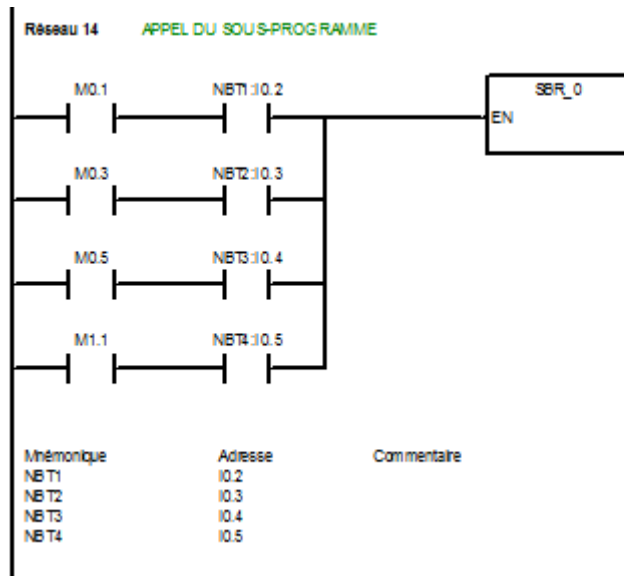 Réseau 14 APPEL DU SOUS-PROGRAMME
M0.1 NBT1:I0.2 SBR_0
EN
M0.3 NBT2:I0.3
M0.5 NBT3:I0.4
M1.1 NBT4:I0.5
Mnémonique Adresse Commentaire
NBT1 I0.2
NBT2 I0.3
NBT3 I0.4
NBT4 I0.5